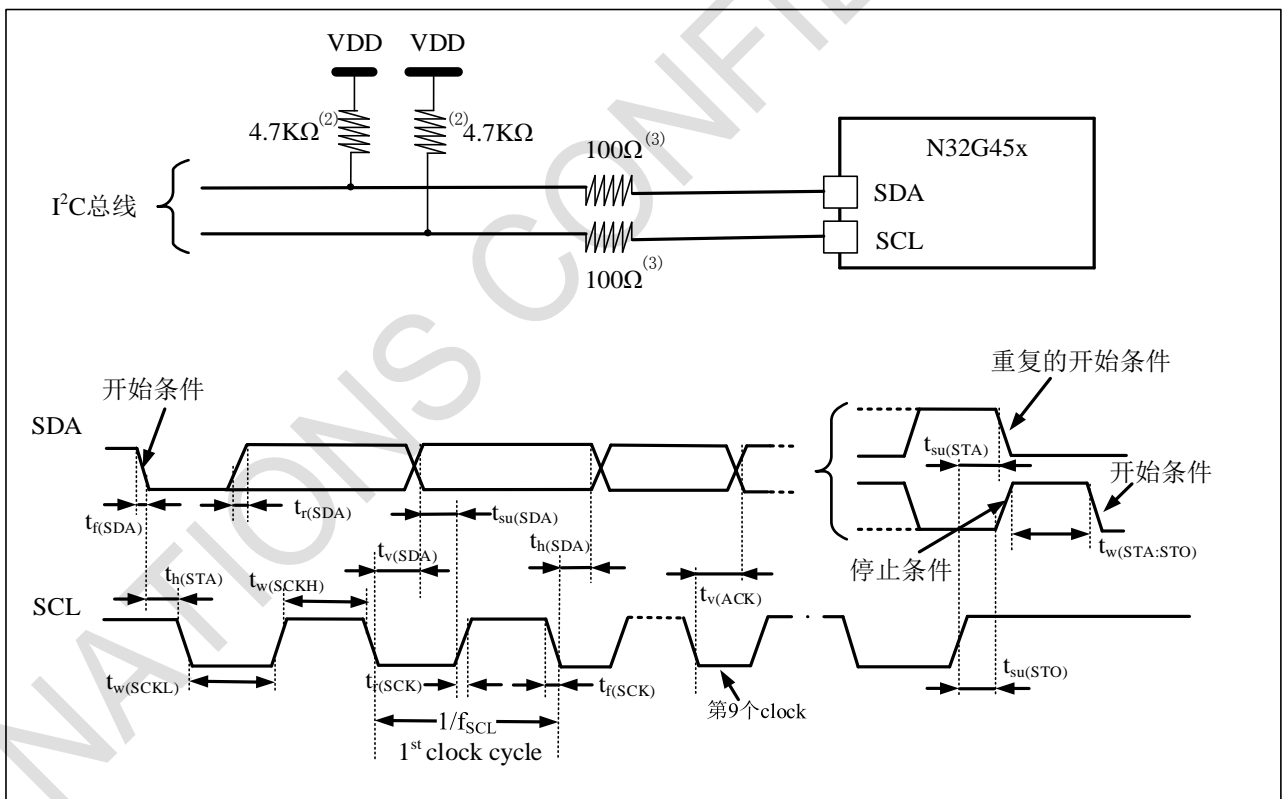 NATIONS CONFI
VDD VDD
4.7KΩ(2) (2)4.7KΩ
100Ω(3)
N32G45x
I²C总线
SDA
SCL
100Ω(3)
开始条件
重复的开始条件
SDA
tsu(STA)
开始条件
tf(SDA)
tr(SDA)
tsu(SDA)
tv(SDA)
th(SDA)
停止条件
tw(STA:STO)
th(STA)
tw(SCKH)
tv(ACK)
SCL
tw(SCKL)
tr(SCK)
tf(SCK)
tsu(STO)
第9个clock
1/fSCL
1st clock cycle